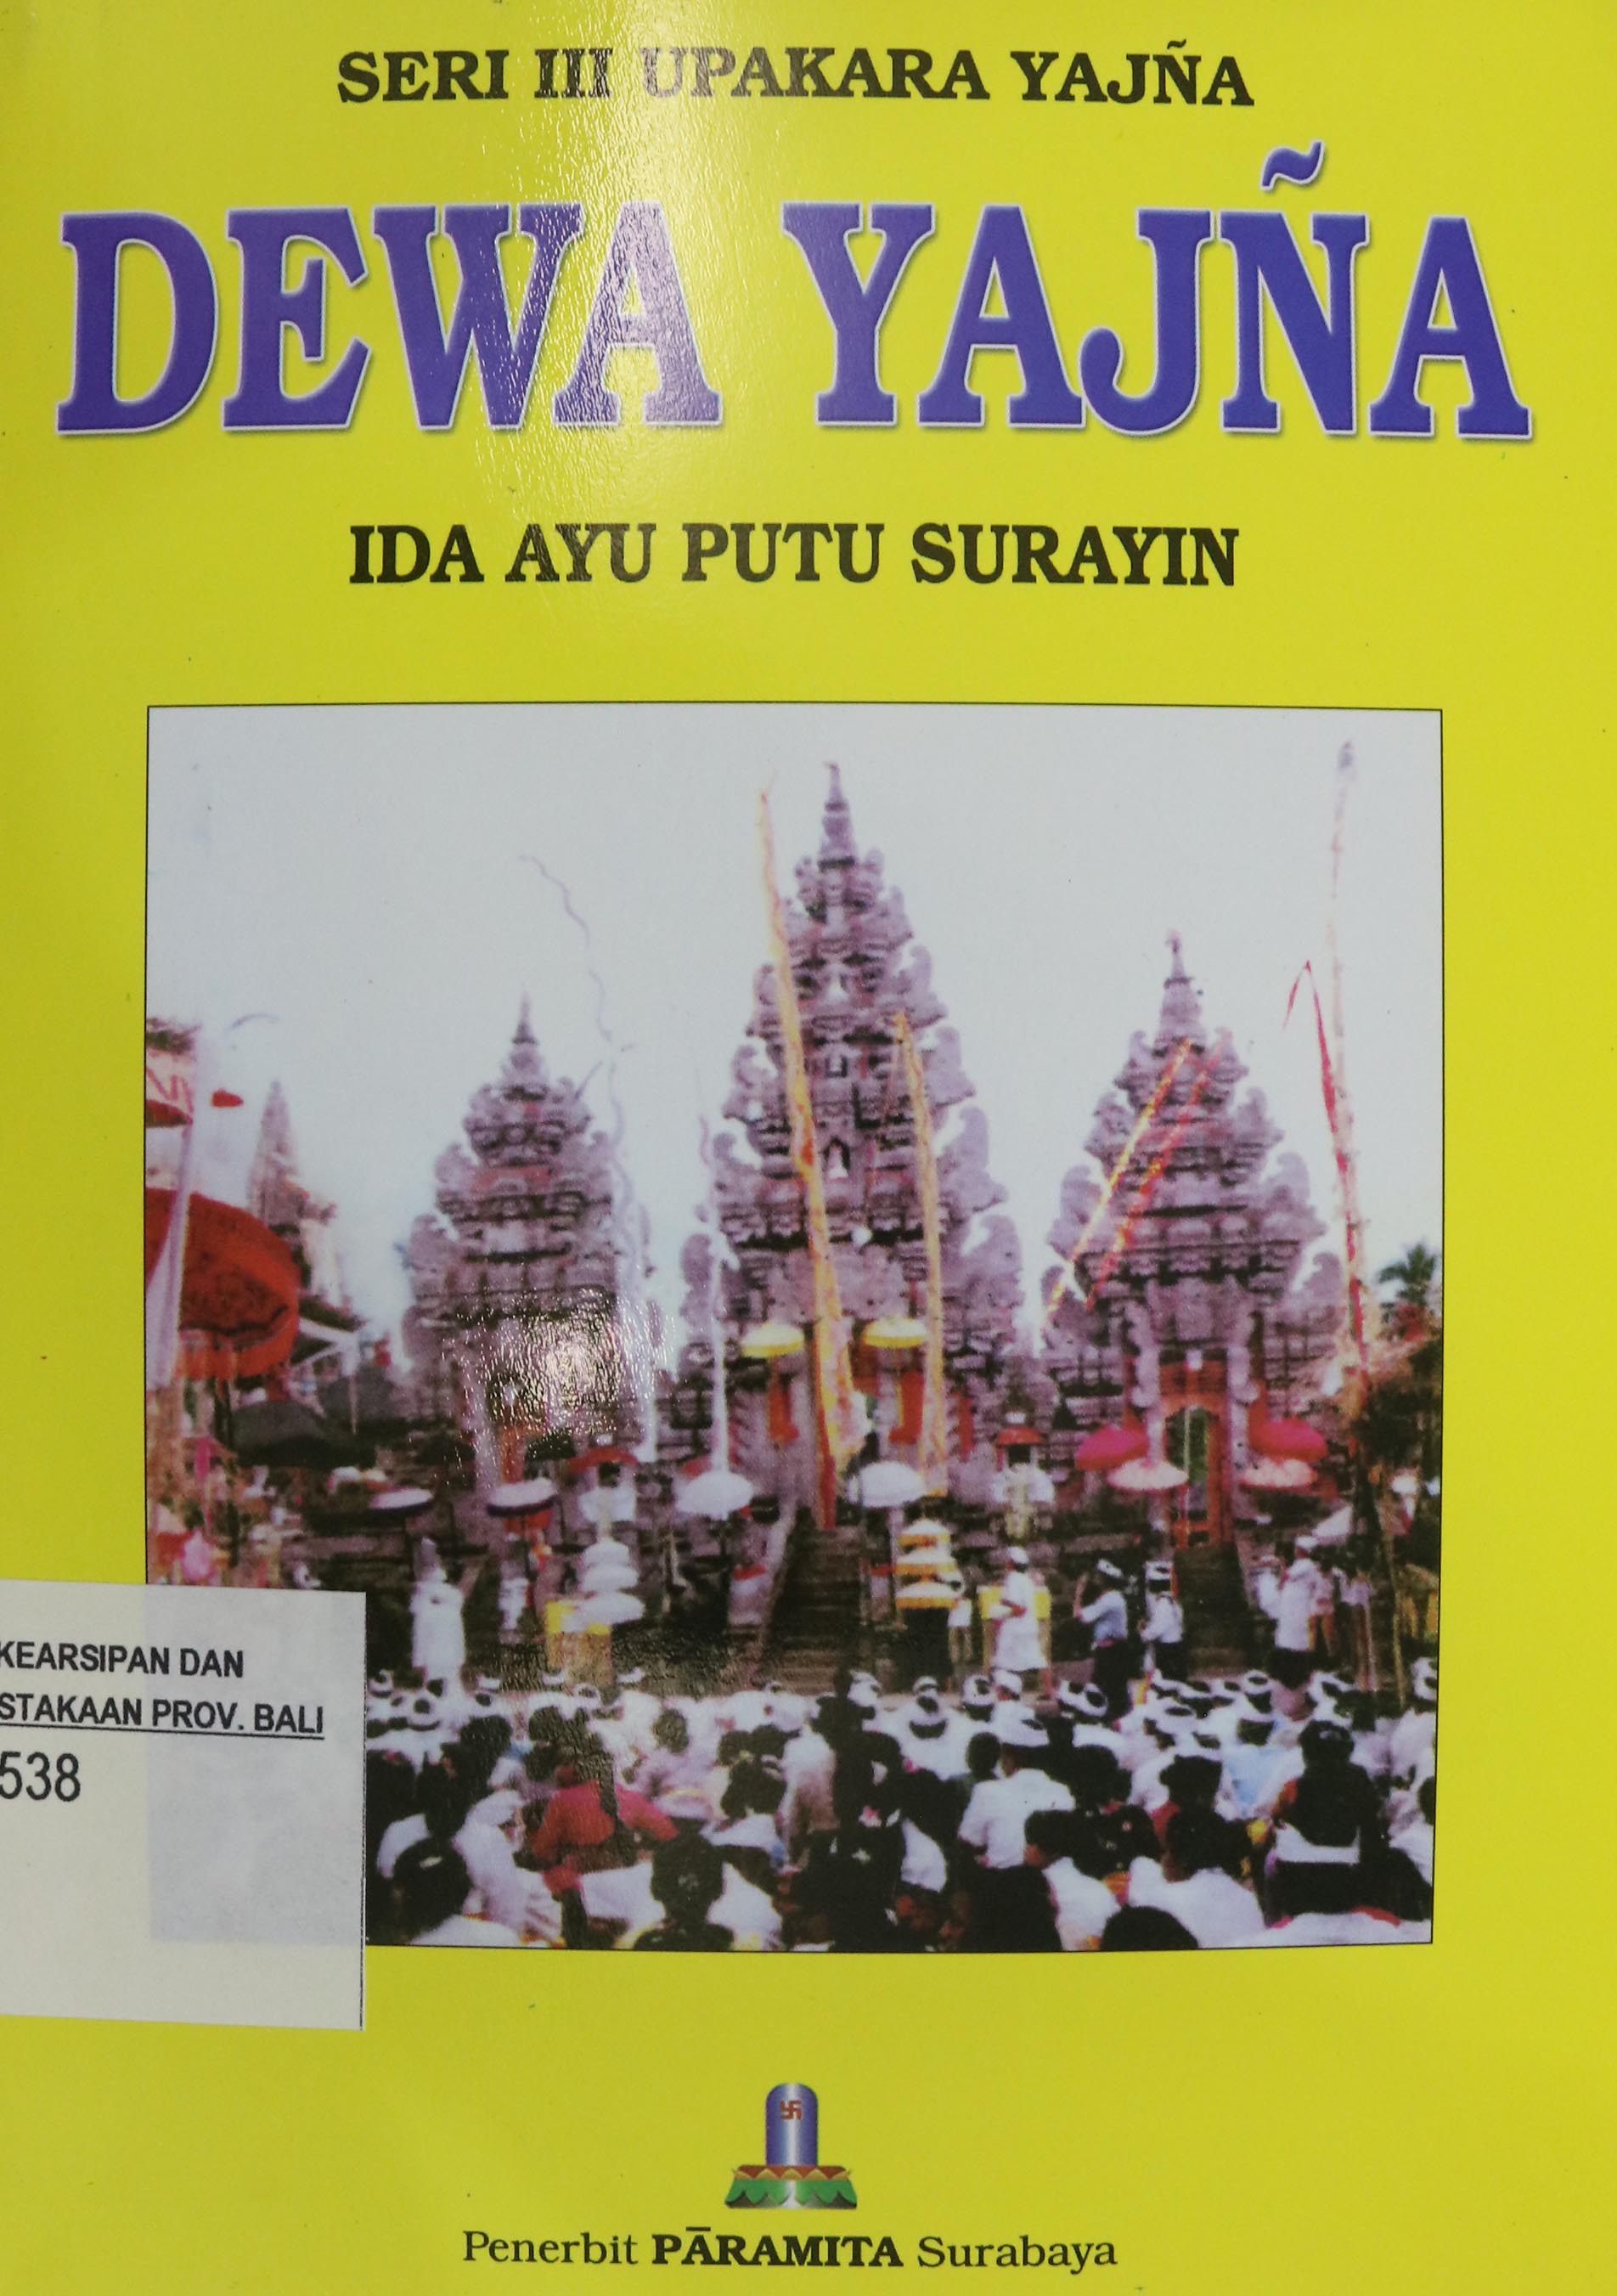 SERI III UPAKARA YAJÑA
DEWA YAJÑA
IDA AYU PUTU SURAYIN
KEARSIPAN DAN
STAKAAN PROV. BALI
538
Penerbit PĀRAMITA Surabaya